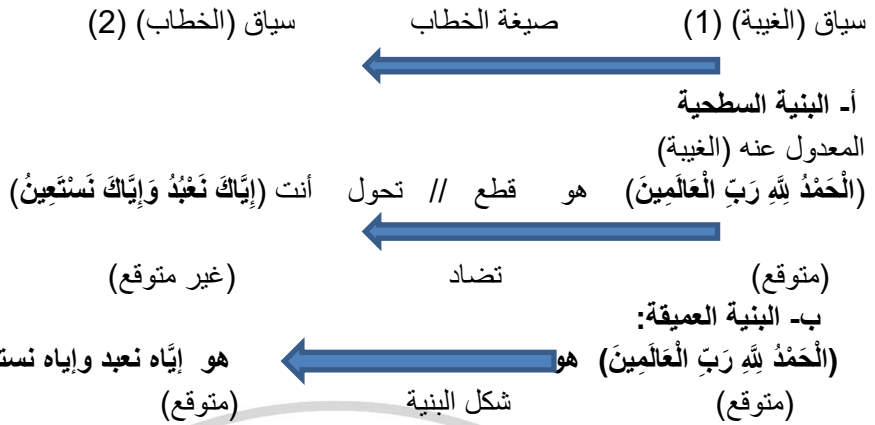 سياق (الغيبة) (1) صيغة الخطاب سياق (الخطاب) (2)
أ- البنية السطحية
المعدول عنه (الغيبة)
(الْحَمْدُ لِلَّهِ رَبِّ الْعَالَمِينَ) هو قطع // تحول أنت (إِيَّاكَ نَعْبُدُ وَإِيَّاكَ نَسْتَعِينُ)
(متوقع) تضاد (غير متوقع)
ب- البنية العميقة:
(الْحَمْدُ لِلَّهِ رَبِّ الْعَالَمِينَ) هو هو إيَّاه نعبد وإياه
(متوقع) شكل البنية (متوقع)